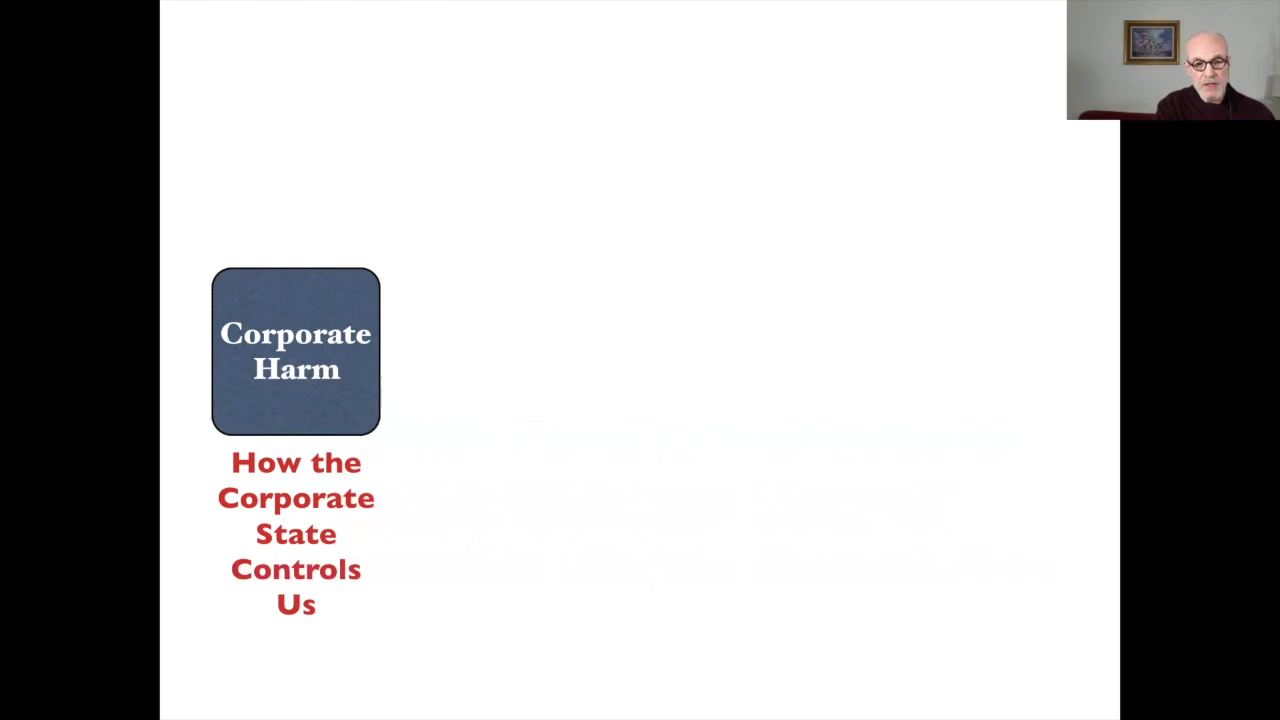 Corporate
Harm
How the
Corporate
State
Controls
Us